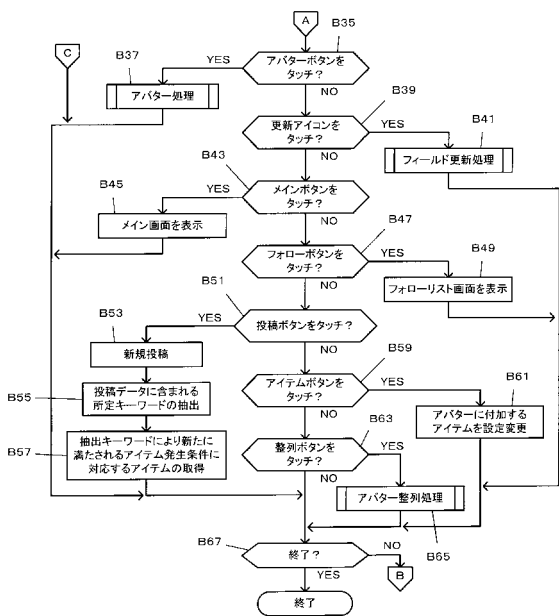 A
C
B35
アバターボタンを
タッチ？
YES
NO
B37
アバター処理
B39
更新アイコンを
タッチ？
YES
NO
B41
フィールド更新処理
B43
メインボタンを
タッチ？
YES
NO
B45
メイン画面を表示
B47
フォローボタンを
タッチ？
YES
NO
B49
フォローリスト画面を表示
B51
投稿ボタンをタッチ？
YES
NO
B53
新規投稿
B55
投稿データに含まれる
所定キーワードの抽出
B57
抽出キーワードにより新たに
満たされるアイテム発生条件に
対応するアイテムの取得
B59
アイテムボタンを
タッチ？
YES
NO
B61
アバターに付加する
アイテムを設定変更
B63
整列ボタンを
タッチ？
YES
NO
アバター整列処理
B65
B67
終了？
NO
B
YES
終了